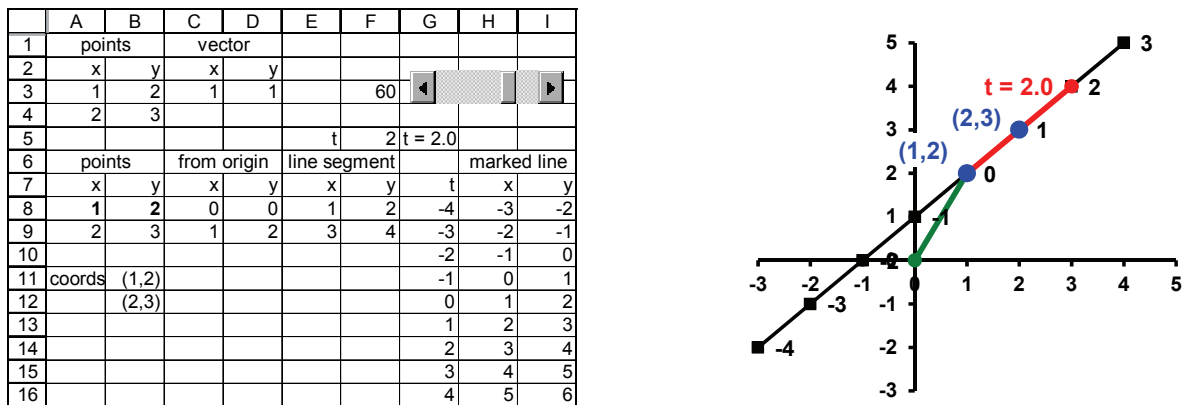 A B C D E F G H I
1 points vector
2 x y x y
3 1 2 1 1 60
4 2 3
5 t 2 t = 2.0
6 points from origin line segment marked line
7 x y x y x y t x y
8 1 2 0 0 1 2 -4 -3 -2
9 2 3 1 2 3 4 -3 -2 -1
10 -2 -1 0
11 coords (1,2) -1 0 1
12 (2,3) 0 1 2
13 1 2 3
14 2 3 4
15 3 4 5
16 4 5 6
5 3
4 t = 2.0 2
3 (2,3) 1
(1,2)
2 0
1 -1
0 -2
-3 -2 -1 0 1 2 3 4 5
-1 -3
-2 -4
-3